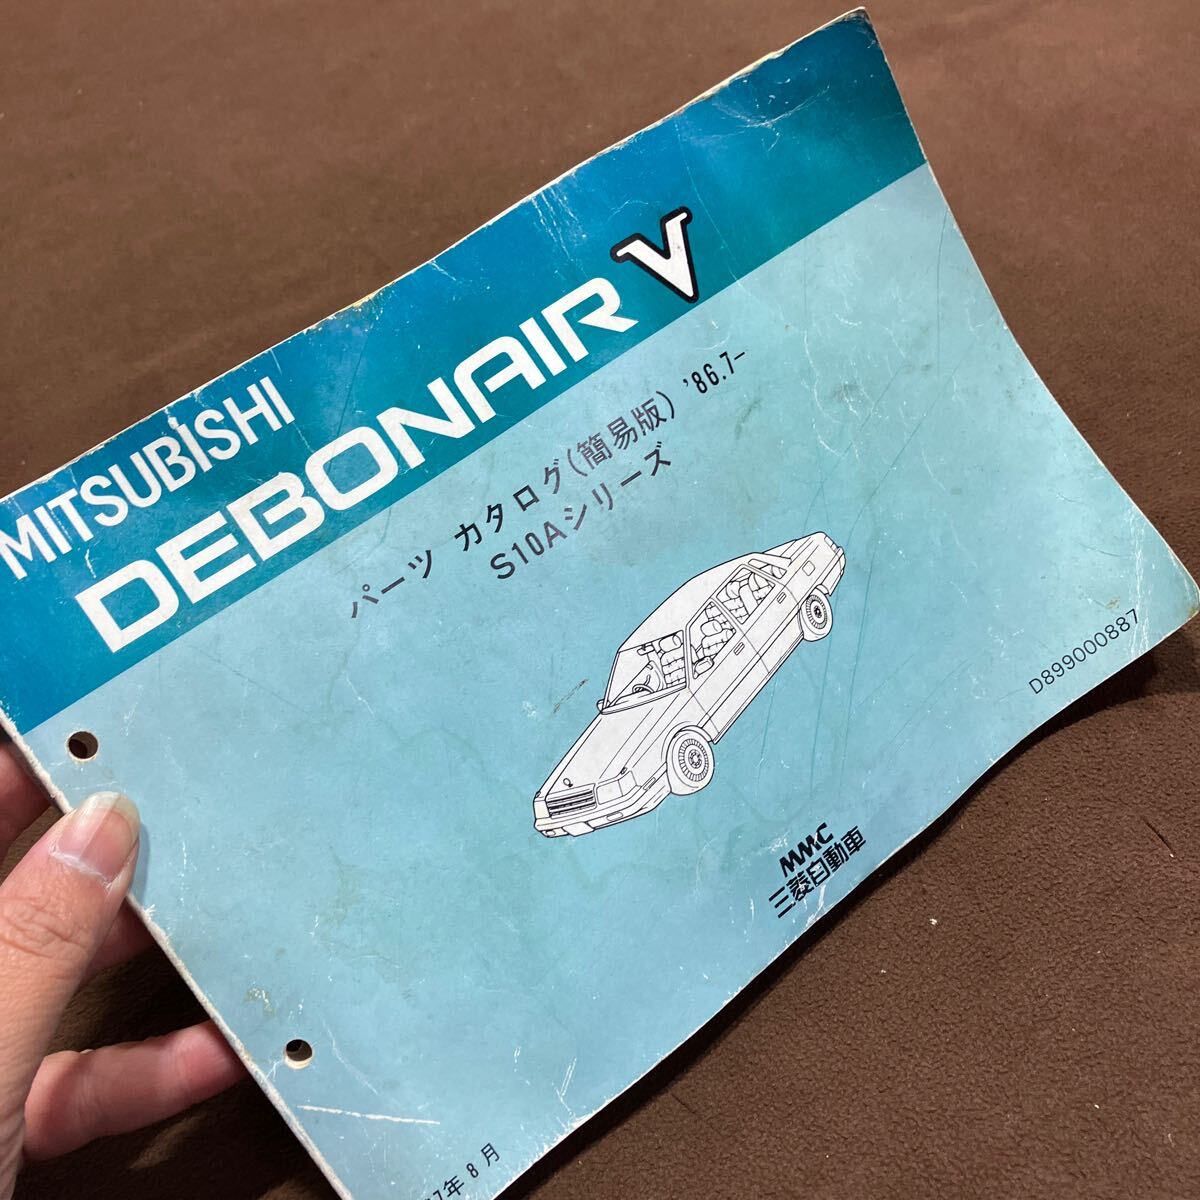 MITSUBISHI
DEBONAIR V
パーツ カタログ(簡易版) '86.7-
S10Aシリーズ
D899000887
MMC
三菱自動車
7年8月